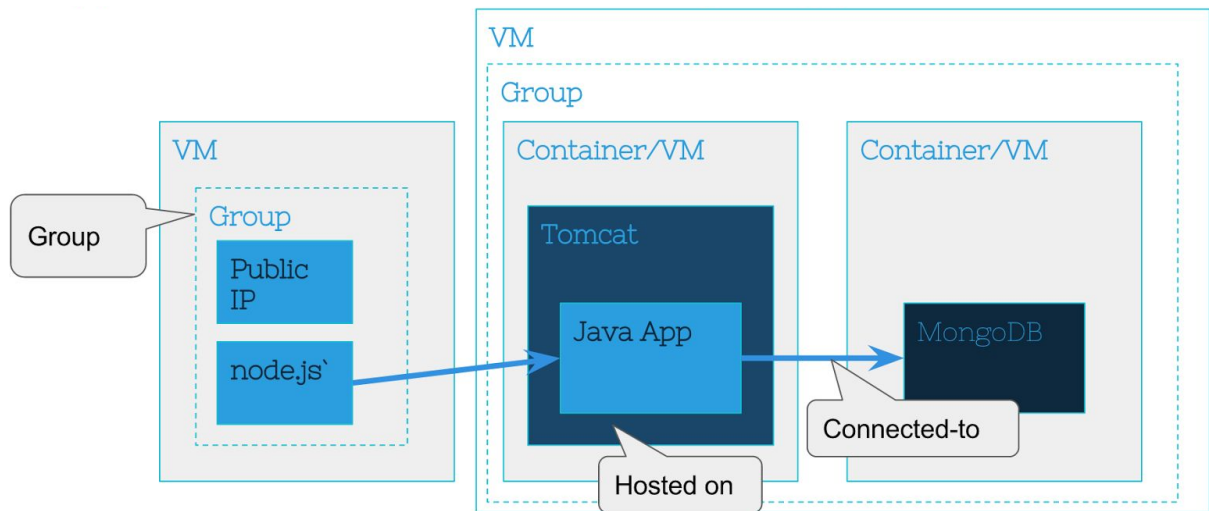 VM
Group
VM
Container/VM
Container/VM
Group
Group
Tomcat
Public
IP
Java App
MongoDB
node.js`
Connected-to
Hosted on